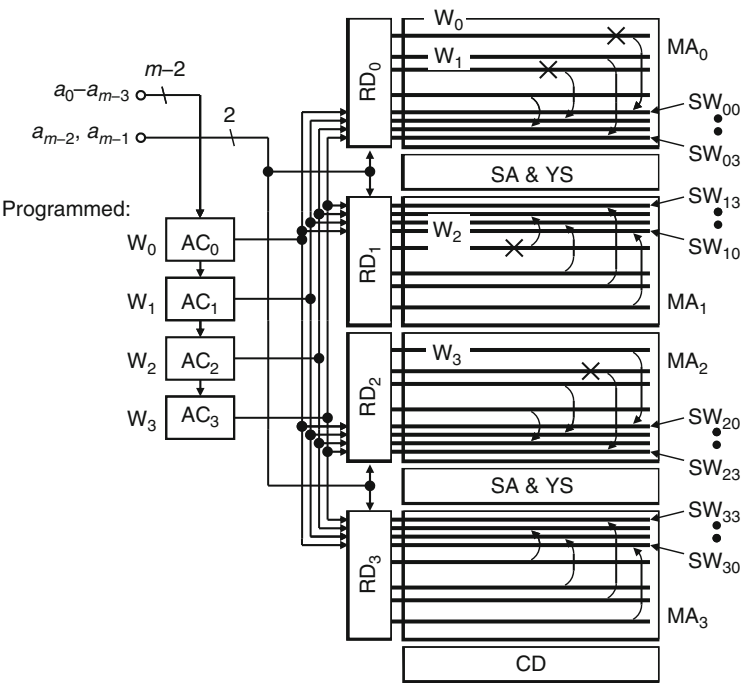 W₀
MA₀
m–2
W₁
a₀–aₘ₋₃
RD₀
SW₀₀
2
aₘ₋₂, aₘ₋₁
SW₀₃
SA & YS
Programmed:
SW₁₃
W₀ AC₀
W₂
RD₁
SW₁₀
W₁ AC₁
MA₁
W₂ AC₂
W₃
MA₂
RD₂
W₃ AC₃
SW₂₀
SW₂₃
SA & YS
SW₃₃
RD₃
SW₃₀
MA₃
CD